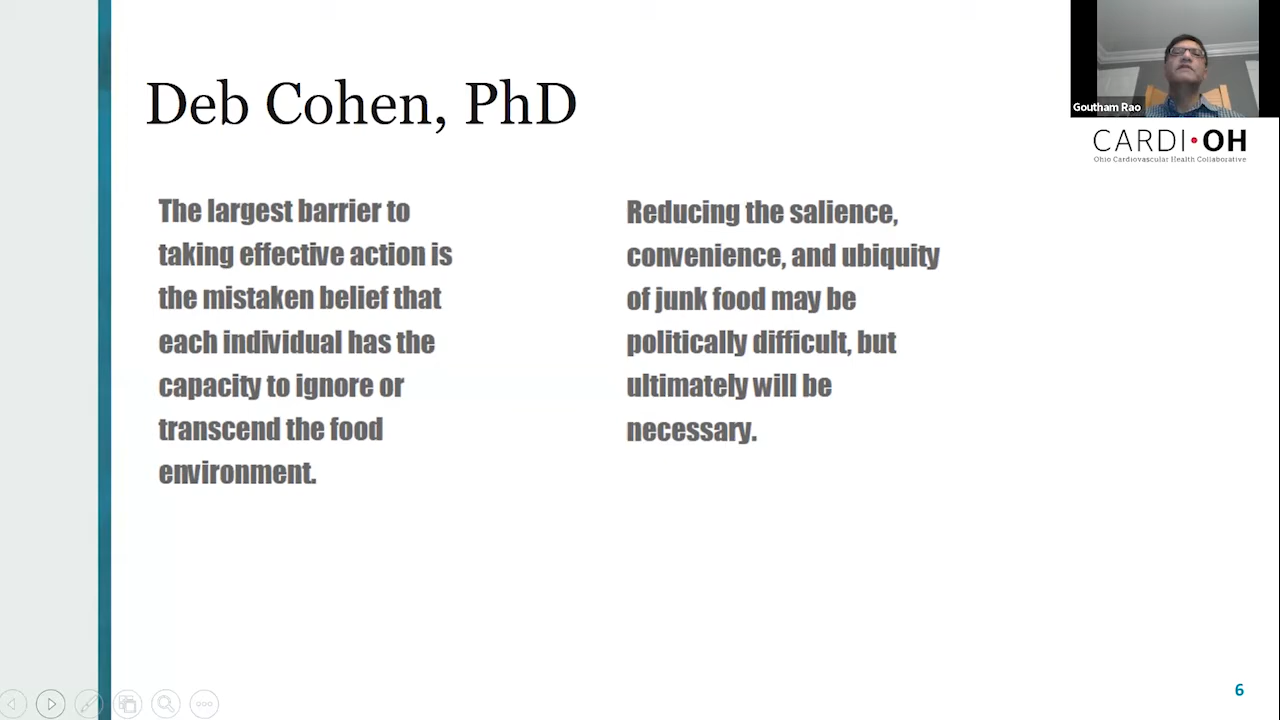 Deb Cohen, PhD
The largest barrier to
taking effective action is
the mistaken belief that
each individual has the
capacity to ignore or
transcend the food
environment.
Reducing the salience,
convenience, and ubiquity
of junk food may be
politically difficult, but
ultimately will be
necessary.
Goutham Rao
CARDI•OH
Ohio Cardiovascular Health Collaborative
6